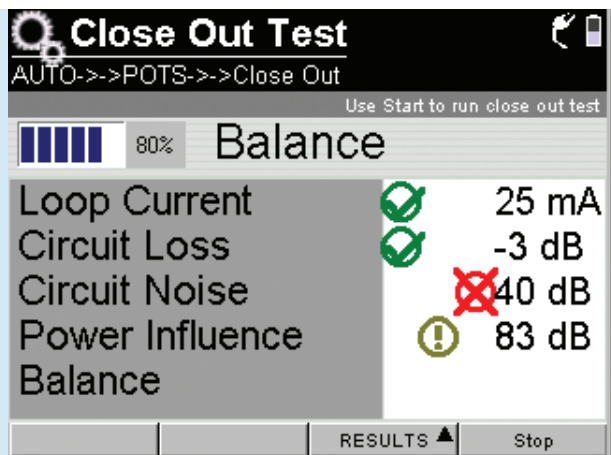 Close Out Test
AUTO->->POTS->->Close Out
Use Start to run close out test
80% Balance
Loop Current 25 mA
Circuit Loss -3 dB
Circuit Noise 40 dB
Power Influence 83 dB
Balance
RESULTS ▲ Stop